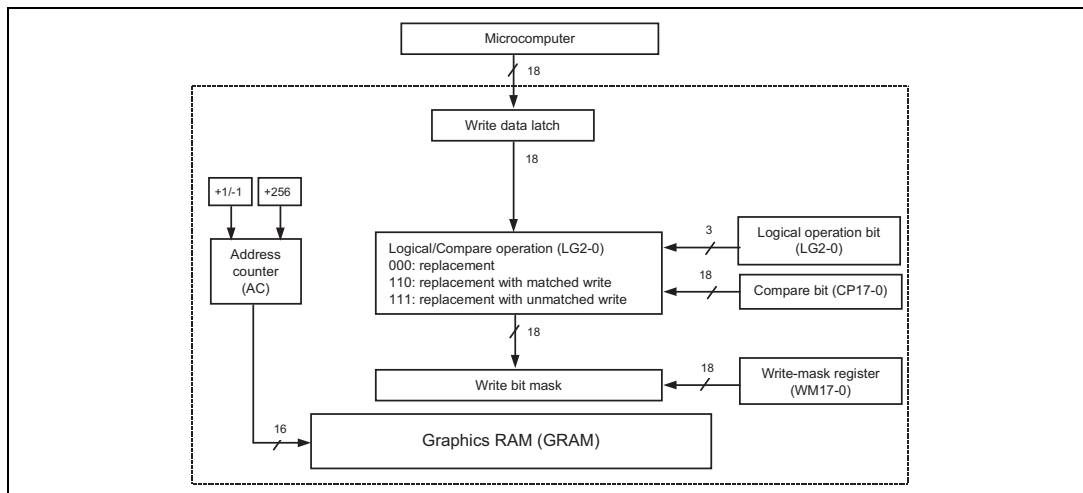 Microcomputer
18
Write data latch
18
+1/-1
+256
Address
counter
(AC)
Logical/Compare operation (LG2-0)
000: replacement
110: replacement with matched write
111: replacement with unmatched write
3
Logical operation bit
(LG2-0)
18
Compare bit (CP17-0)
18
Write bit mask
18
Write-mask register
(WM17-0)
16
Graphics RAM (GRAM)